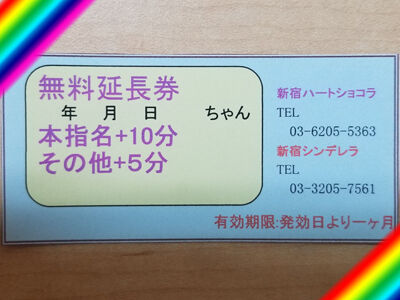 無料延長券
年 月 日 ちゃん
本指名+10分
その他+5分
新宿ハートショコラ
TEL
03-6205-5363
新宿シンデレラ
TEL
03-3205-7561
有効期限:発効日より一ヶ月